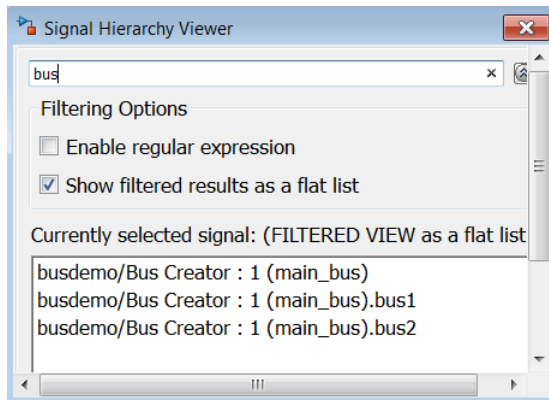 Signal Hierarchy Viewer
bus
Filtering Options
Enable regular expression
Show filtered results as a flat list
Currently selected signal: (FILTERED VIEW as a flat list
busdemo/Bus Creator : 1 (main_bus)
busdemo/Bus Creator : 1 (main_bus).bus1
busdemo/Bus Creator : 1 (main_bus).bus2